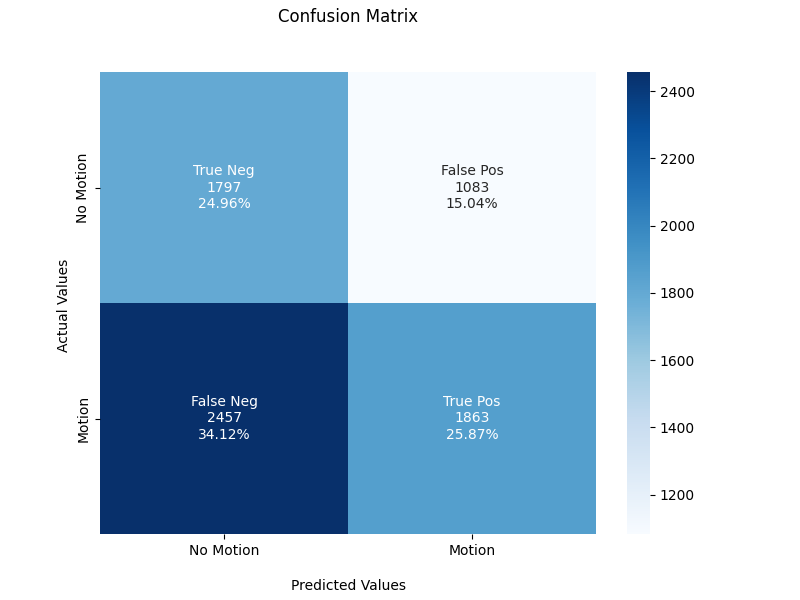 Confusion Matrix
No Motion
Motion
Actual Values
True Neg
1797
24.96%
False Pos
1083
15.04%
False Neg
2457
34.12%
True Pos
1863
25.87%
No Motion
Motion
Predicted Values
2400
2200
2000
1800
1600
1400
1200